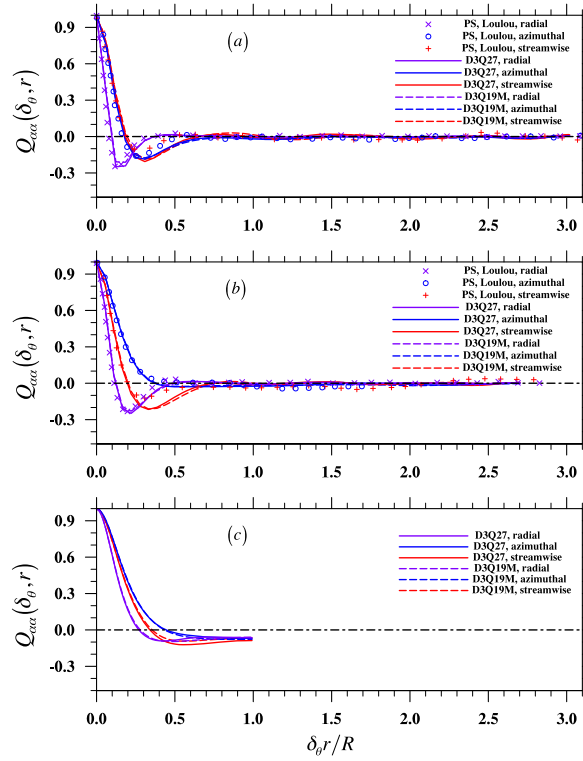 (a)
PS, Loulou, radial
PS, Loulou, azimuthal
PS, Loulou, streamwise
D3Q27, radial
D3Q27, azimuthal
D3Q27, streamwise
D3Q19M, radial
D3Q19M, azimuthal
D3Q19M, streamwise
Qαα(δθ,r)
0.9
0.6
0.3
0.0
-0.3
0.0 0.5 1.0 1.5 2.0 2.5 3.0
(b)
PS, Loulou, radial
PS, Loulou, azimuthal
PS, Loulou, streamwise
D3Q27, radial
D3Q27, azimuthal
D3Q27, streamwise
D3Q19M, radial
D3Q19M, azimuthal
D3Q19M, streamwise
Qαα(δθ,r)
0.9
0.6
0.3
0.0
-0.3
0.0 0.5 1.0 1.5 2.0 2.5 3.0
(c)
D3Q27, radial
D3Q27, azimuthal
D3Q27, streamwise
D3Q19M, radial
D3Q19M, azimuthal
D3Q19M, streamwise
Qαα(δθ,r)
0.9
0.6
0.3
0.0
-0.3
0.0 0.5 1.0 1.5 2.0 2.5 3.0
δθr/R